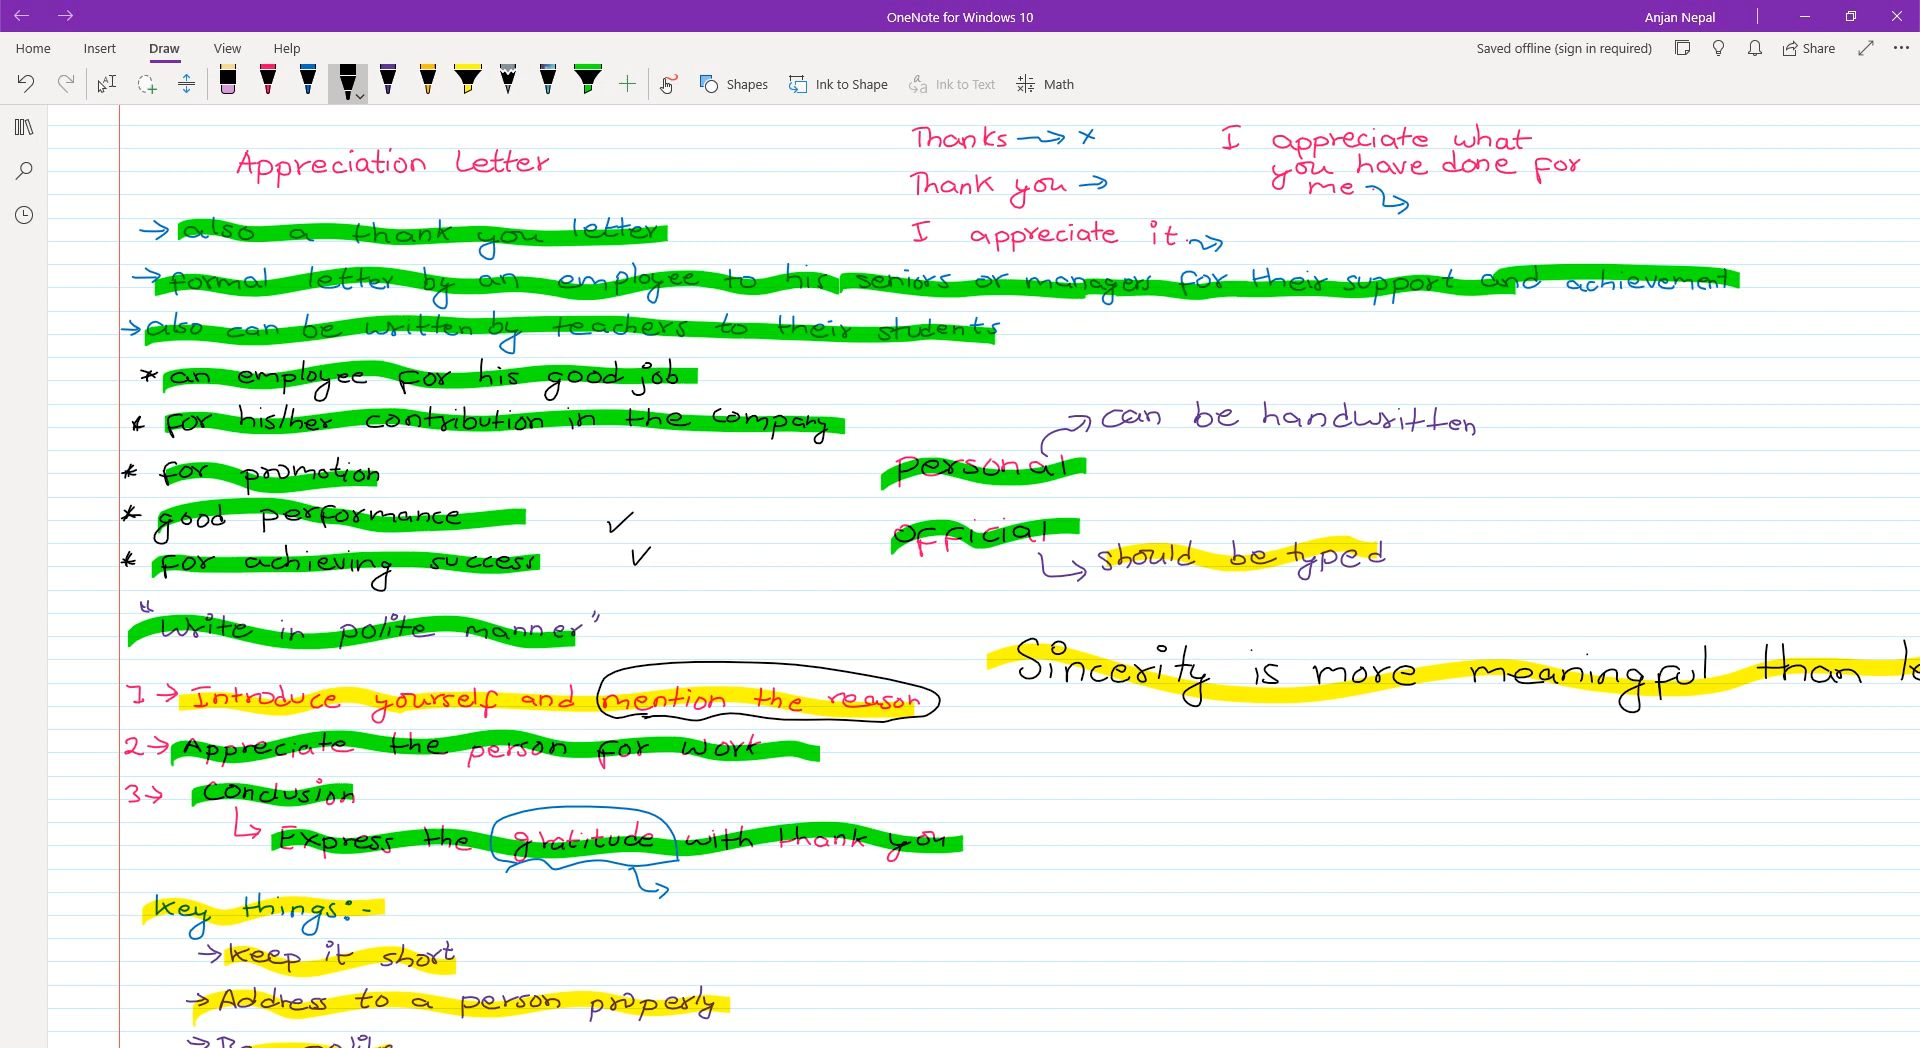 OneNote for Windows 10
Anjan Nepal
Home Insert Draw View Help
Saved offline (sign in required)
Share
Shapes
Ink to Shape
Ink to Text
Math
Appreciation Letter
Thanks → ×
Thank you →
I appreciate it →
I appreciate what
you have done for
me →
→ also a thank you letter
→ formal letter by an employee to his seniors or managers for their support and achievement
→ also can be written by teachers to their students
* an employee for his good job
* for his/her contribution in the company
* for promotion
* good performance ✓
* for achieving success ✓
can be handwritten
personal
official
should be typed
"Write in polite manner"
Sincerity is more meaningful than
1 → Introduce yourself and mention the reason
2 → Appreciate the person for work
3 → Conclusion
Express the gratitude with thank you
key things:-
→ keep it short
→ Address to a person properly